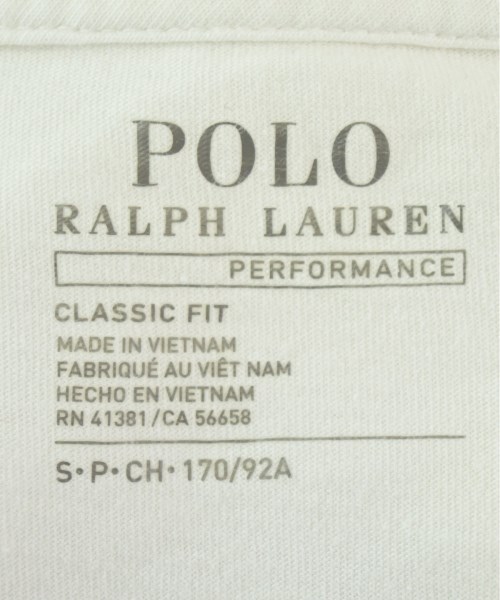 POLO
RALPH LAUREN
PERFORMANCE
CLASSIC FIT
MADE IN VIETNAM
FABRIQUÉ AU VIÊT NAM
HECHO EN VIETNAM
RN 41381/CA 56658
S•P•CH•170/92A